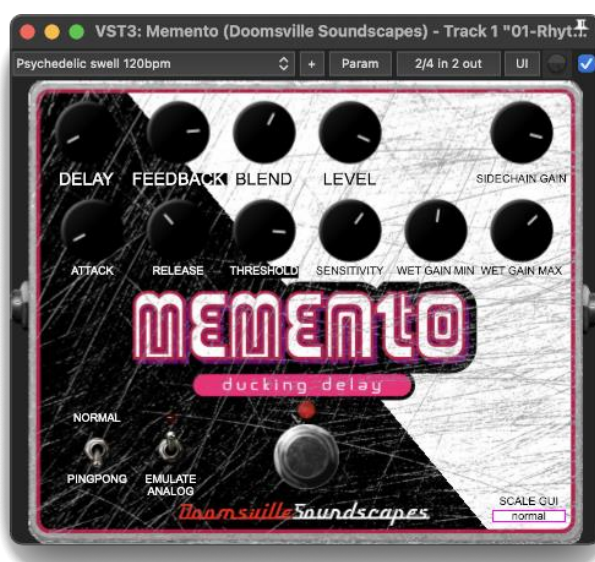 VST3: Memento (Doomsville Soundscapes) - Track 1 "01-Rhyt
Psychedelic swell 120bpm + Param 2/4 in 2 out UI
DELAY FEEDBACK BLEND LEVEL SIDECHAIN GAIN
ATTACK RELEASE THRESHOLD SENSITIVITY WET GAIN MIN WET GAIN MAX
MEMENTO
ducking delay
NORMAL
PINGPONG EMULATE
ANALOG
SCALE GUI
normal
DoomsvilleSoundscapes